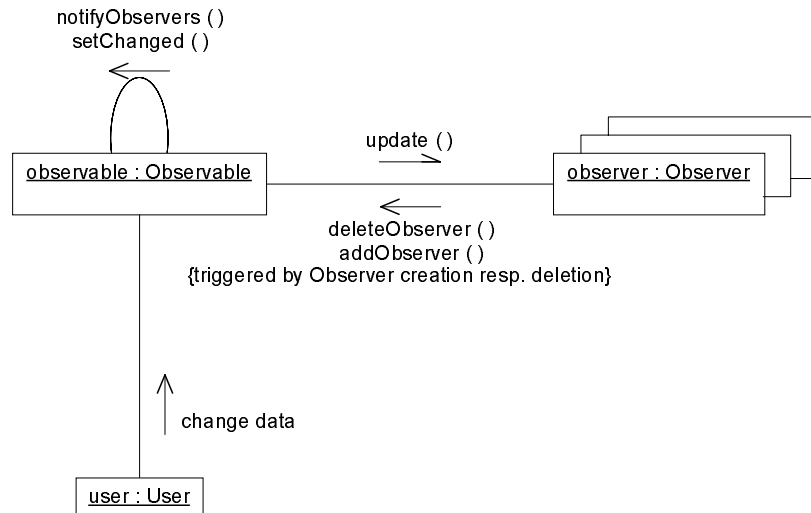 notifyObservers ( )
setChanged ( )
update ( )
observable : Observable
observer : Observer
deleteObserver ( )
addObserver ( )
{triggered by Observer creation resp. deletion}
change data
user : User